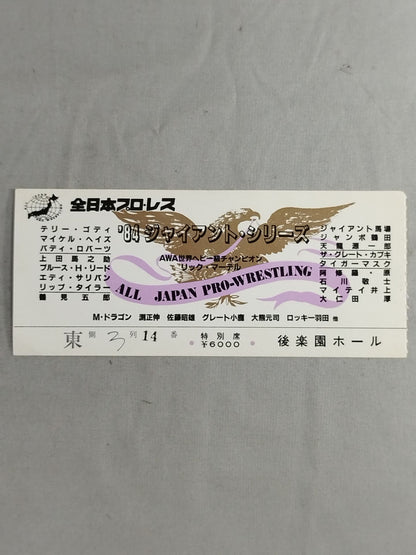 全日本プロ・レス
'84 ジャイアント・シリーズ
AWA世界ヘビー級チャンピオン
リック・マーテル
ALL JAPAN PRO-WRESTLING
テリー・ゴディ
マイケル・ヘイズ
バディ・ロバーツ
上田馬之助
ブルース・H・リード
エディ・サリバン
リップ・タイラー
鶴見五郎
ジャイアント馬場
ジャンボ鶴田
天龍源一郎
ザ・グレート・カブキ
タイガーマスク
阿修羅・原
石川敬士
マイティ井上
大仁田厚
M・ドラゴン 渕正伸 佐藤昭雄 グレート小鹿 大熊元司 ロッキー羽田 他
東側 3列 14番 特別席 ¥6000 後楽園ホール